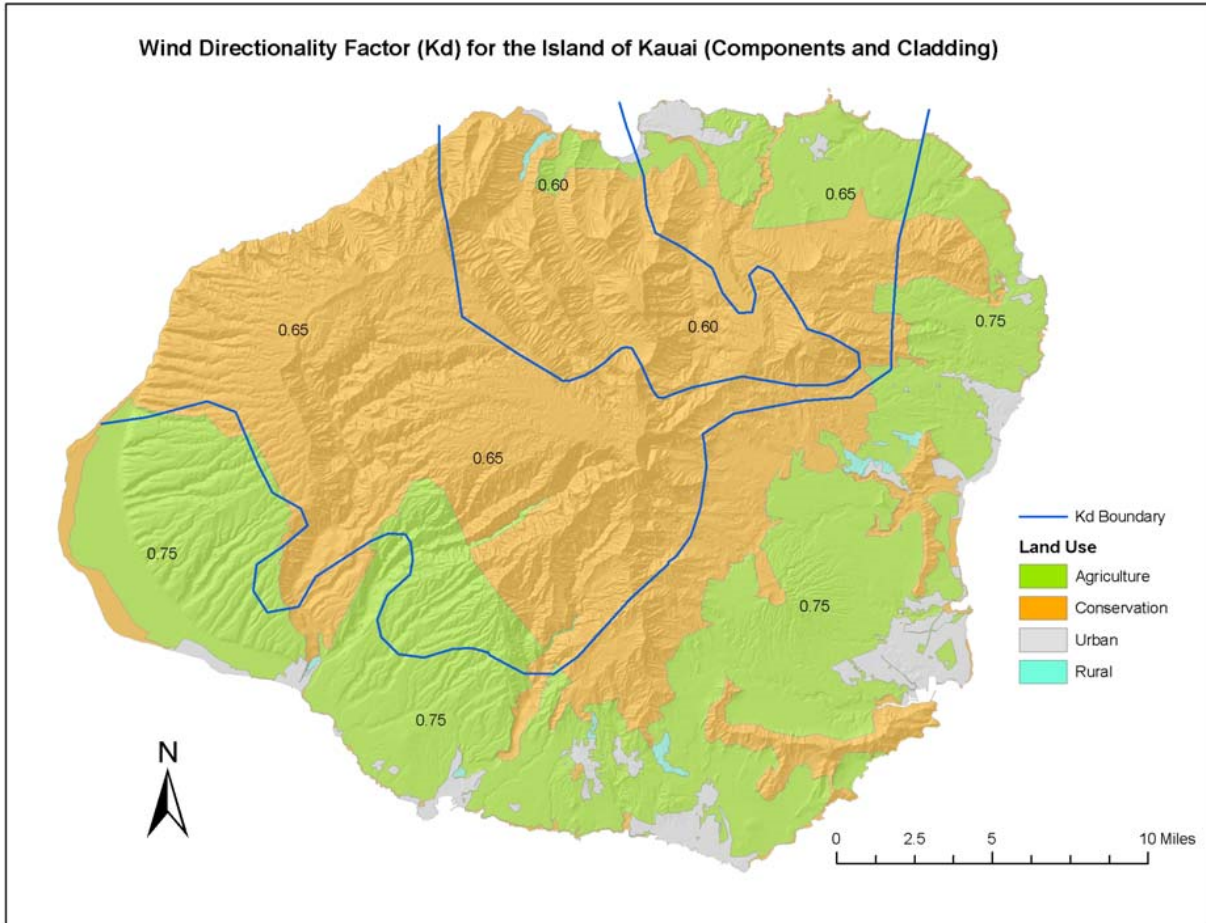 Wind Directionality Factor (Kd) for the Island of Kauai (Components and Cladding)
0.60
0.65
0.65
0.60
0.75
0.65
0.75
0.75
0.75
Kd Boundary
Land Use
Agriculture
Conservation
Urban
Rural
N
0 2.5 5 10 Miles